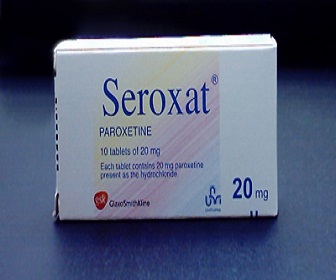 Seroxat®
PAROXETINE
10 tablets of 20 mg
Each tablet contains 20 mg paroxetine
present as the hydrochloride.
gsk GlaxoSmithKline
20 mg